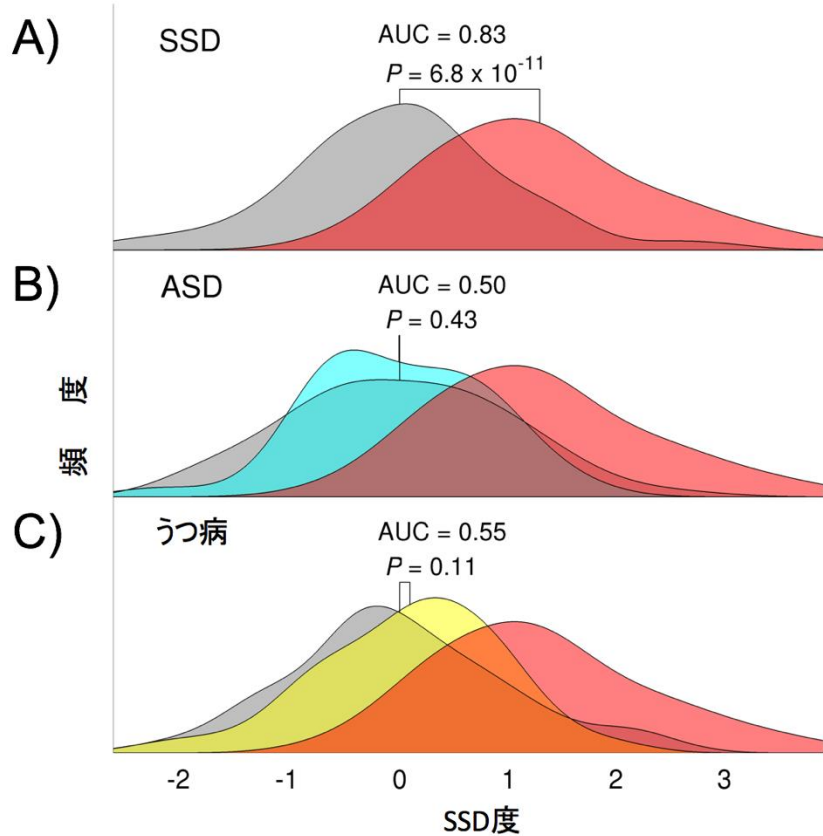 A)
SSD
AUC = 0.83
P = 6.8 x 10⁻¹¹
B)
ASD
AUC = 0.50
P = 0.43
頻度
C)
うつ病
AUC = 0.55
P = 0.11
-2 -1 0 1 2 3
SSD度